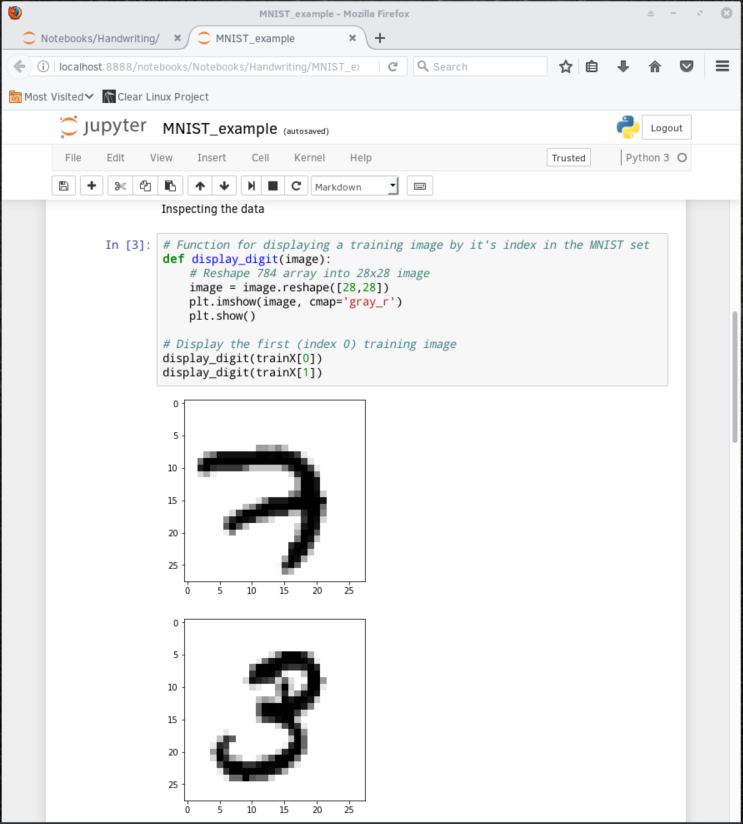 MNIST_example - Mozilla Firefox
Notebooks/Handwriting/ MNIST_example
localhost:8888/notebooks/Notebooks/Handwriting/MNIST_e Search
Most Visited Clear Linux Project
jupyter MNIST_example (autosaved) Logout
File Edit View Insert Cell Kernel Help Trusted Python 3
Markdown
Inspecting the data
In [3]: # Function for displaying a training image by it's index in the MNIST set
def display_digit(image):
# Reshape 784 array into 28x28 image
image = image.reshape([28,28])
plt.imshow(image, cmap='gray_r')
plt.show()
# Display the first (index 0) training image
display_digit(trainX[0])
display_digit(trainX[1])
0
5
10
15
20
25
0 5 10 15 20 25
7
0
5
10
15
20
25
0 5 10 15 20 25
3